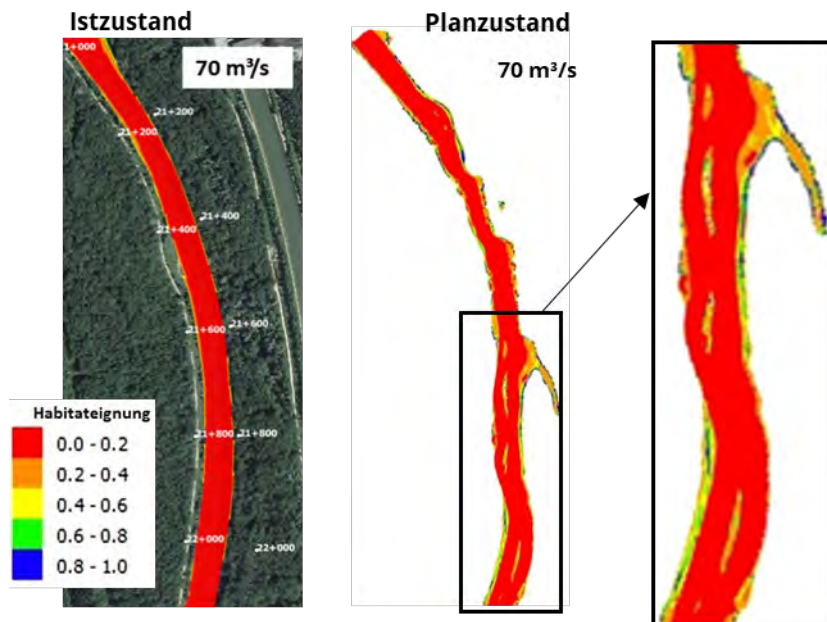 Istzustand
Planzustand
70 m³/s
70 m³/s
1+000
21+200
21+200
21+400
21+400
21+600
21+600
21+800
21+800
22+000
22+000
Habitateignung
0.0 - 0.2
0.2 - 0.4
0.4 - 0.6
0.6 - 0.8
0.8 - 1.0